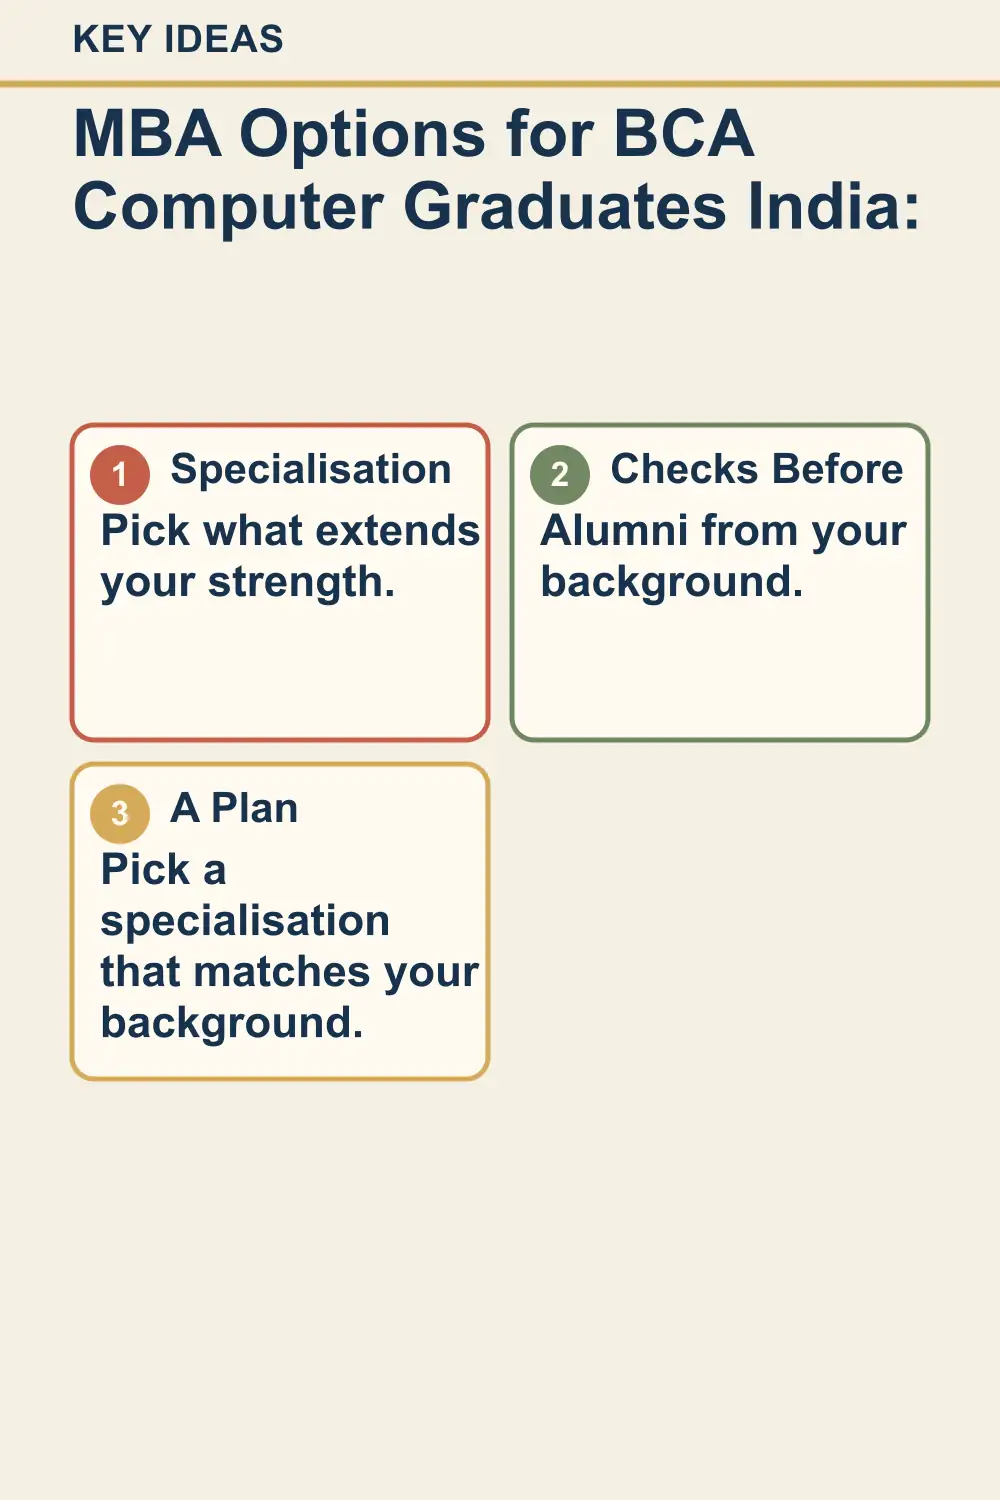 KEY IDEAS
MBA Options for BCA
Computer Graduates India:
1 Specialisation
Pick what extends
your strength.
2 Checks Before
Alumni from your
background.
3 A Plan
Pick a
specialisation
that matches your
background.